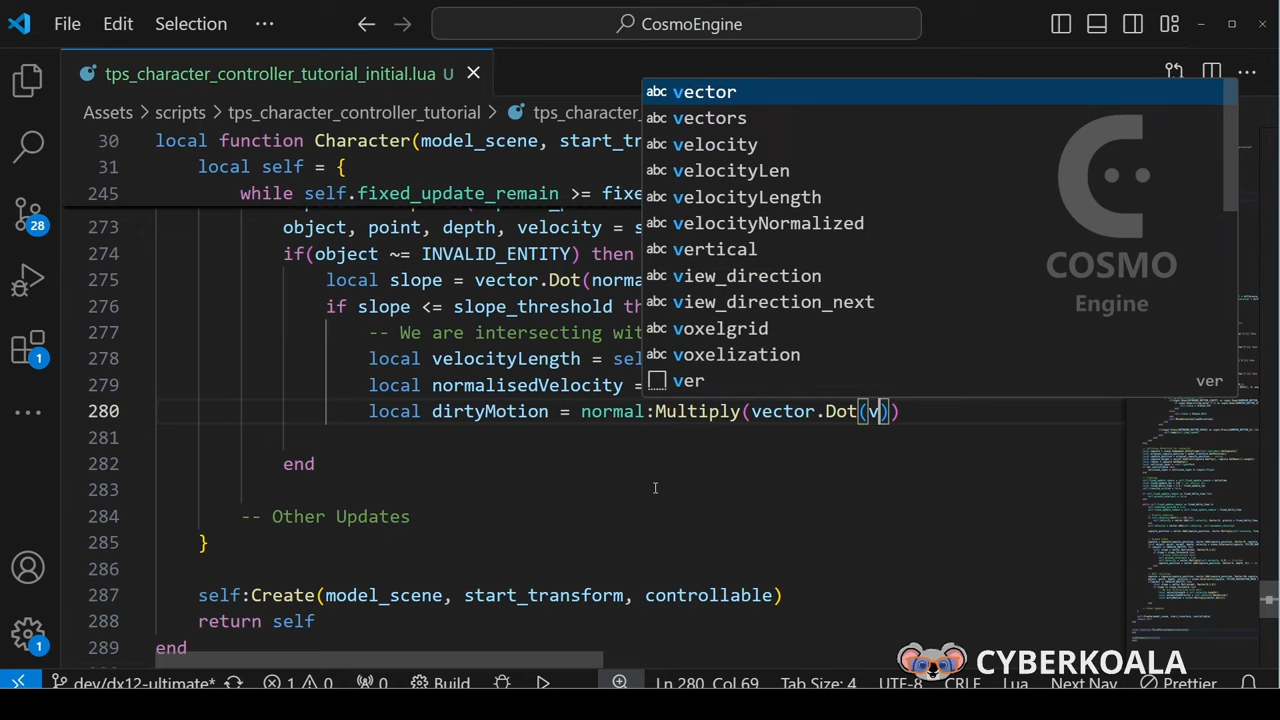 File Edit Selection ··· CosmoEngine
tps_character_controller_tutorial_initial.lua U
Assets > scripts > tps_character_controller_tutorial > tps_character_
30 local function Character(model_scene, start_tr
31 local self = {
245 while self.fixed_update_remain >= fixe
273 object, point, depth, velocity = s
274 if(object ~= INVALID_ENTITY) then
275 local slope = vector.Dot(norma
276 if slope <= slope_threshold th
277 -- We are intersecting wit
278 local velocityLength = sel
279 local normalisedVelocity =
280 local dirtyMotion = normal:Multiply(vector.Dot(v))
281
282 end
283
284 -- Other Updates
285 }
286
287 self:Create(model_scene, start_transform, controllable)
288 return self
289 end
abc vector
abc vectors
abc velocity
abc velocityLen
abc velocityLength
abc velocityNormalized
abc vertical
abc view_direction
abc view_direction_next
abc voxelgrid
abc voxelization
ver ver
COSMO
Engine
28
1
1
CYBERKOALA
dev/dx12-ultimate* 1 0 0 Build Ln 280, Col 69 Tab Size: 4 UTF-8 CRLF Lua Next Nav Prettier